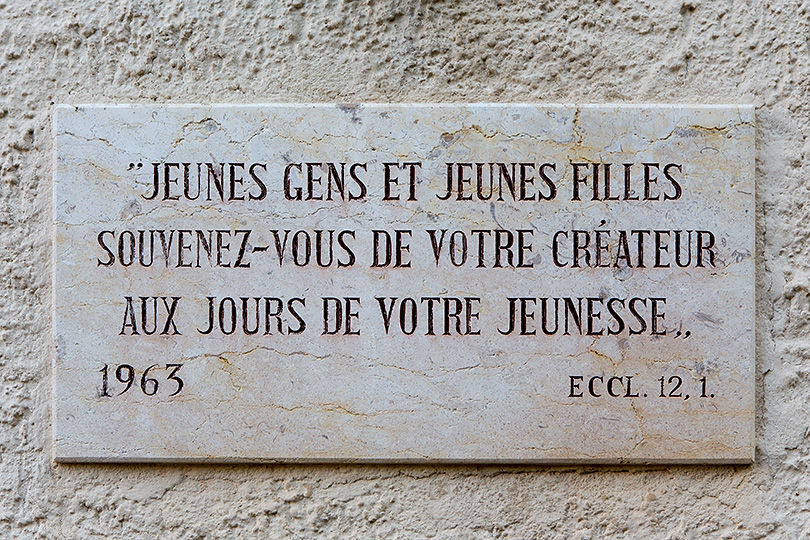 "JEUNES GENS ET JEUNES FILLES
SOUVENEZ-VOUS DE VOTRE CRÉATEUR
AUX JOURS DE VOTRE JEUNESSE„
1963 ECCL. 12, 1.